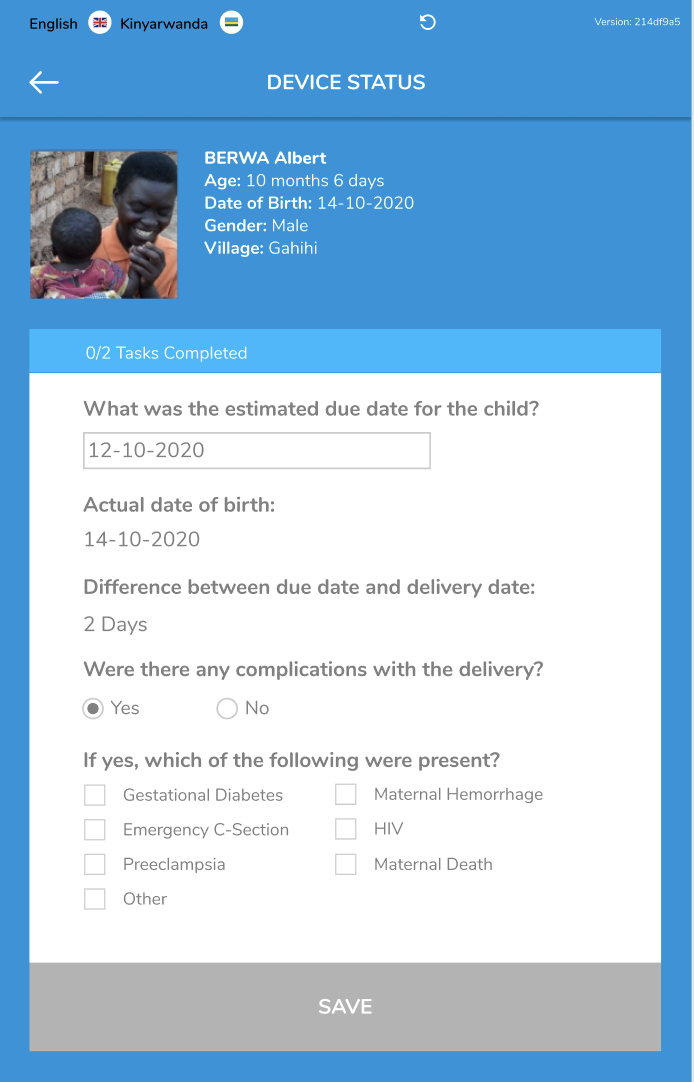 English Kinyarwanda Version: 214df9a5
DEVICE STATUS
BERWA Albert
Age: 10 months 6 days
Date of Birth: 14-10-2020
Gender: Male
Village: Gahihi
0/2 Tasks Completed
What was the estimated due date for the child?
12-10-2020
Actual date of birth:
14-10-2020
Difference between due date and delivery date:
2 Days
Were there any complications with the delivery?
Yes No
If yes, which of the following were present?
Gestational Diabetes Maternal Hemorrhage
Emergency C-Section HIV
Preeclampsia Maternal Death
Other
SAVE